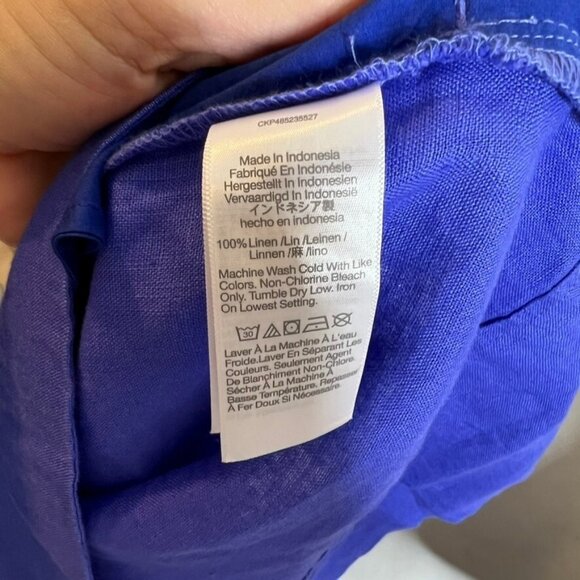 CKP485235527
Made In Indonesia
Fabriqué En Indonésie
Hergestellt In Indonesien
Vervaardigd In Indonesië
インドネシア製
hecho en indonesia
100% Linen /Lin /Leinen /
Linnen /麻 /lino
Machine Wash Cold With Like
Colors. Non-Chlorine Bleach
Only. Tumble Dry Low. Iron
On Lowest Setting.
30
Laver À La Machine À L'EAU
Froide.Laver En Séparant Les
Couleurs. Seulement Agent
De Blanchiment Non-Chlore.
Sécher À La Machine À
Basse Température. Repasser
À Fer Doux Si Nécessaire.